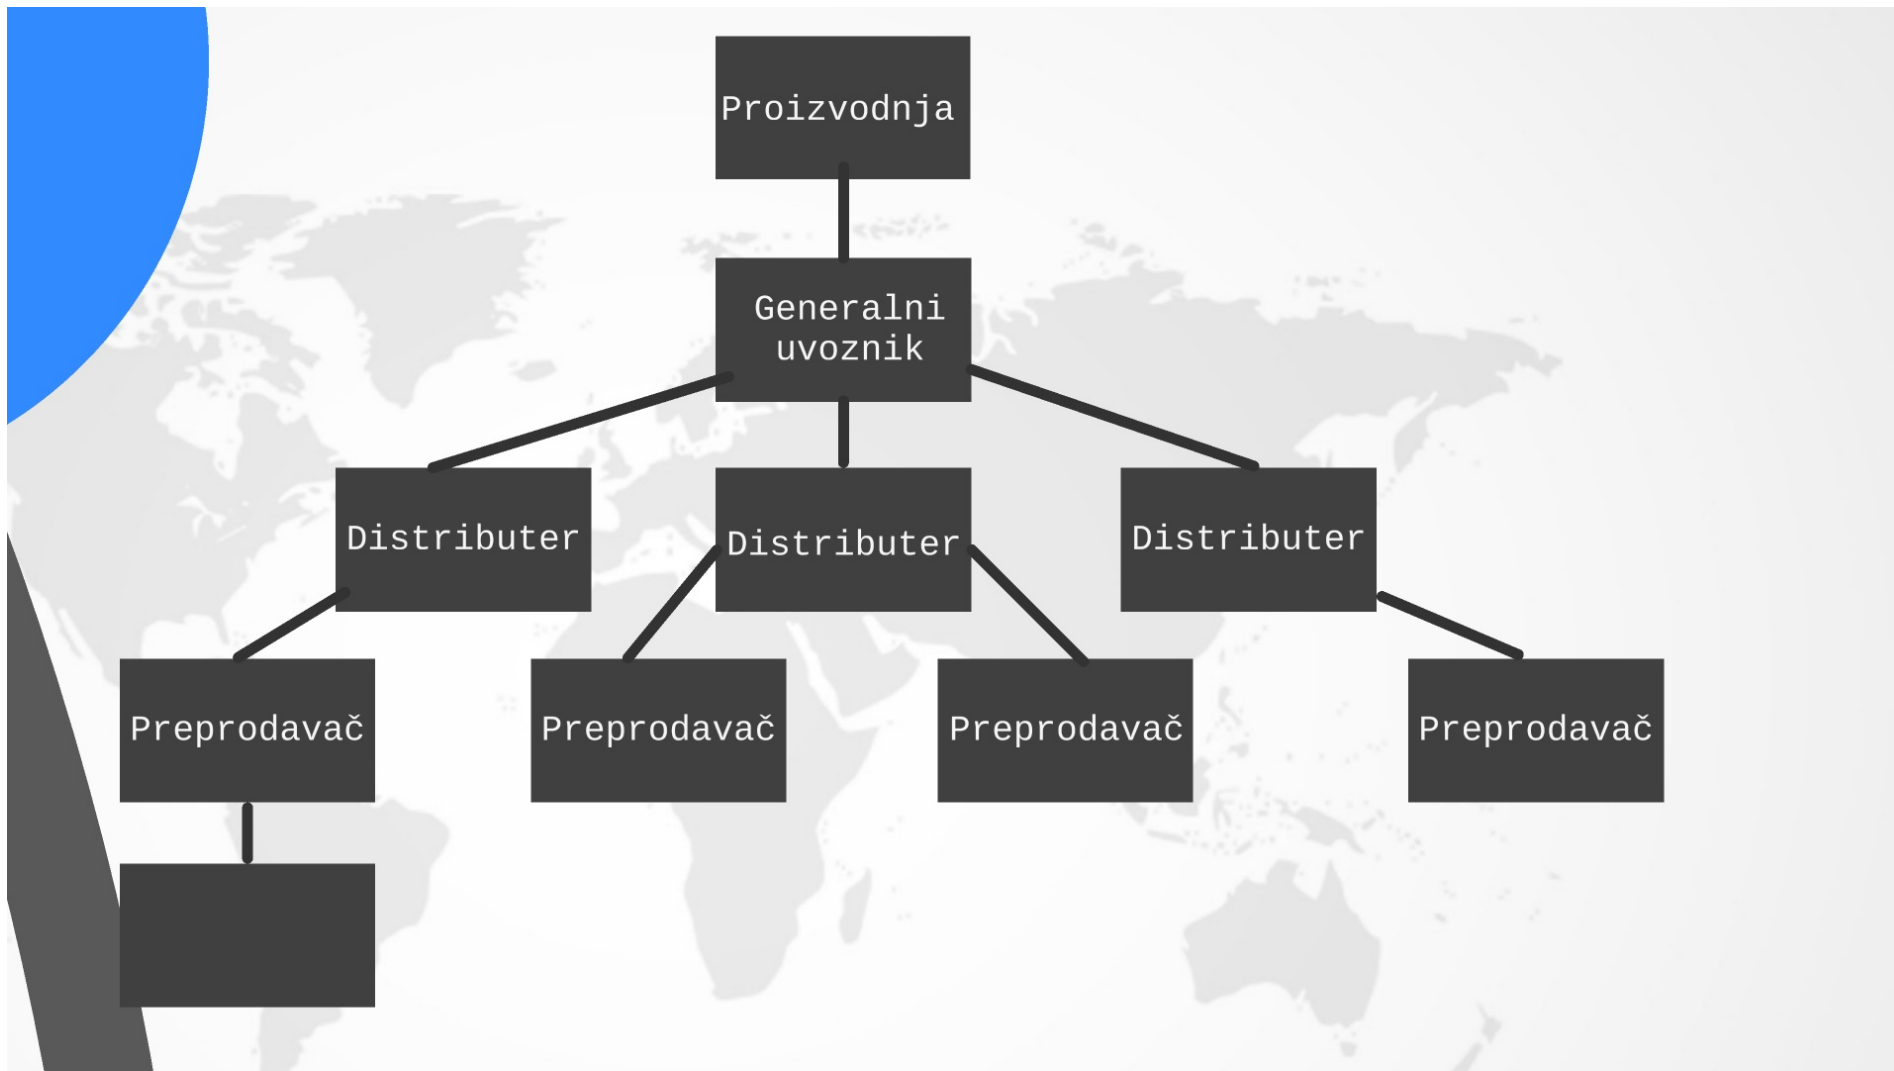 Proizvodnja
Generalni
uvoznik
Distributer
Distributer
Distributer
Preprodavač
Preprodavač
Preprodavač
Preprodavač